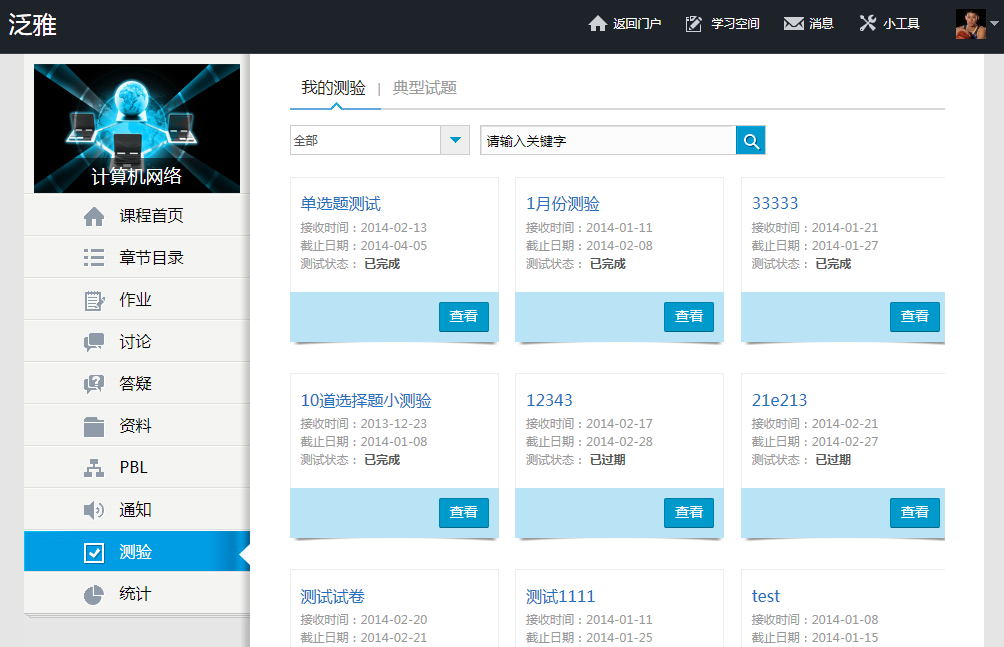 泛雅
返回门户 学习空间 消息 小工具
计算机网络
课程首页
章节目录
作业
讨论
答疑
资料
PBL
通知
测验
统计
我的测验 | 典型试题
全部 请输入关键字
单选题测试
接收时间：2014-02-13
截止日期：2014-04-05
测试状态： 已完成
查看
1月份测验
接收时间：2014-01-11
截止日期：2014-02-08
测试状态： 已完成
查看
33333
接收时间：2014-01-21
截止日期：2014-01-27
测试状态： 已完成
查看
10道选择题小测验
接收时间：2013-12-23
截止日期：2014-01-08
测试状态： 已完成
查看
12343
接收时间：2014-02-17
截止日期：2014-02-28
测试状态： 已过期
查看
21e213
接收时间：2014-02-21
截止日期：2014-02-27
测试状态： 已过期
查看
测试试卷
接收时间：2014-02-20
截止日期：2014-02-21
测试1111
接收时间：2014-01-11
截止日期：2014-01-25
test
接收时间：2014-01-08
截止日期：2014-01-15